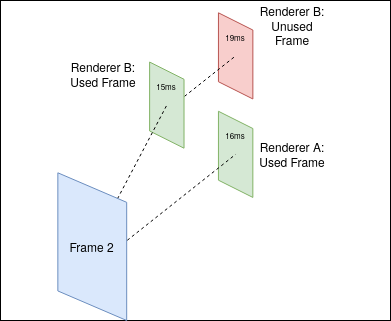 Renderer B:
Unused
Frame
19ms
Renderer B:
Used Frame
15ms
16ms
Renderer A:
Used Frame
Frame 2